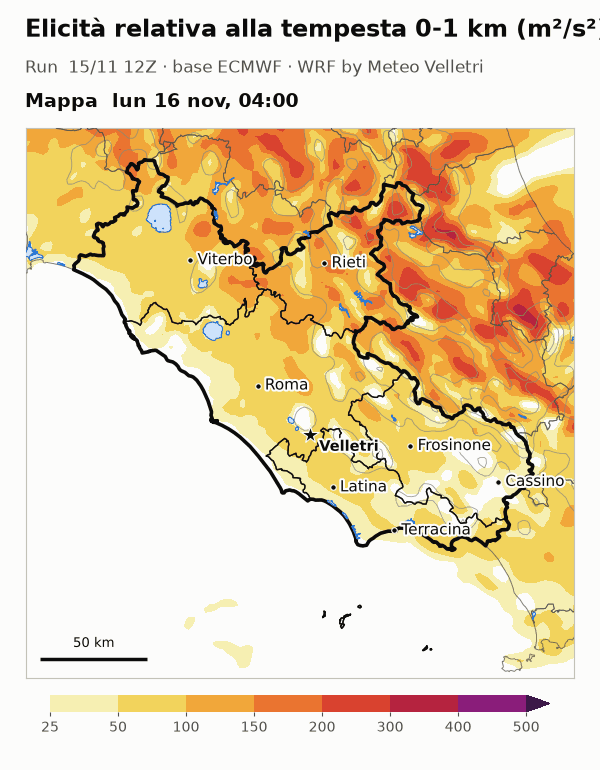 Elicità relativa alla tempesta 0-1 km (m²/s²)
Run 15/11 12Z · base ECMWF · WRF by Meteo Velletri
Mappa lun 16 nov, 04:00
Viterbo
Rieti
Roma
Velletri
Frosinone
Latina
Cassino
Terracina
50 km
25 50 100 150 200 300 400 500